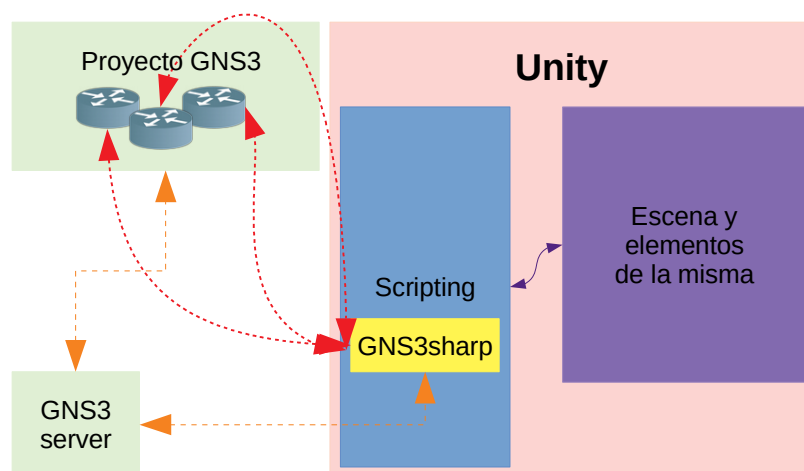 Proyecto GNS3
Unity
Escena y
elementos
de la misma
Scripting
GNS3sharp
GNS3
server